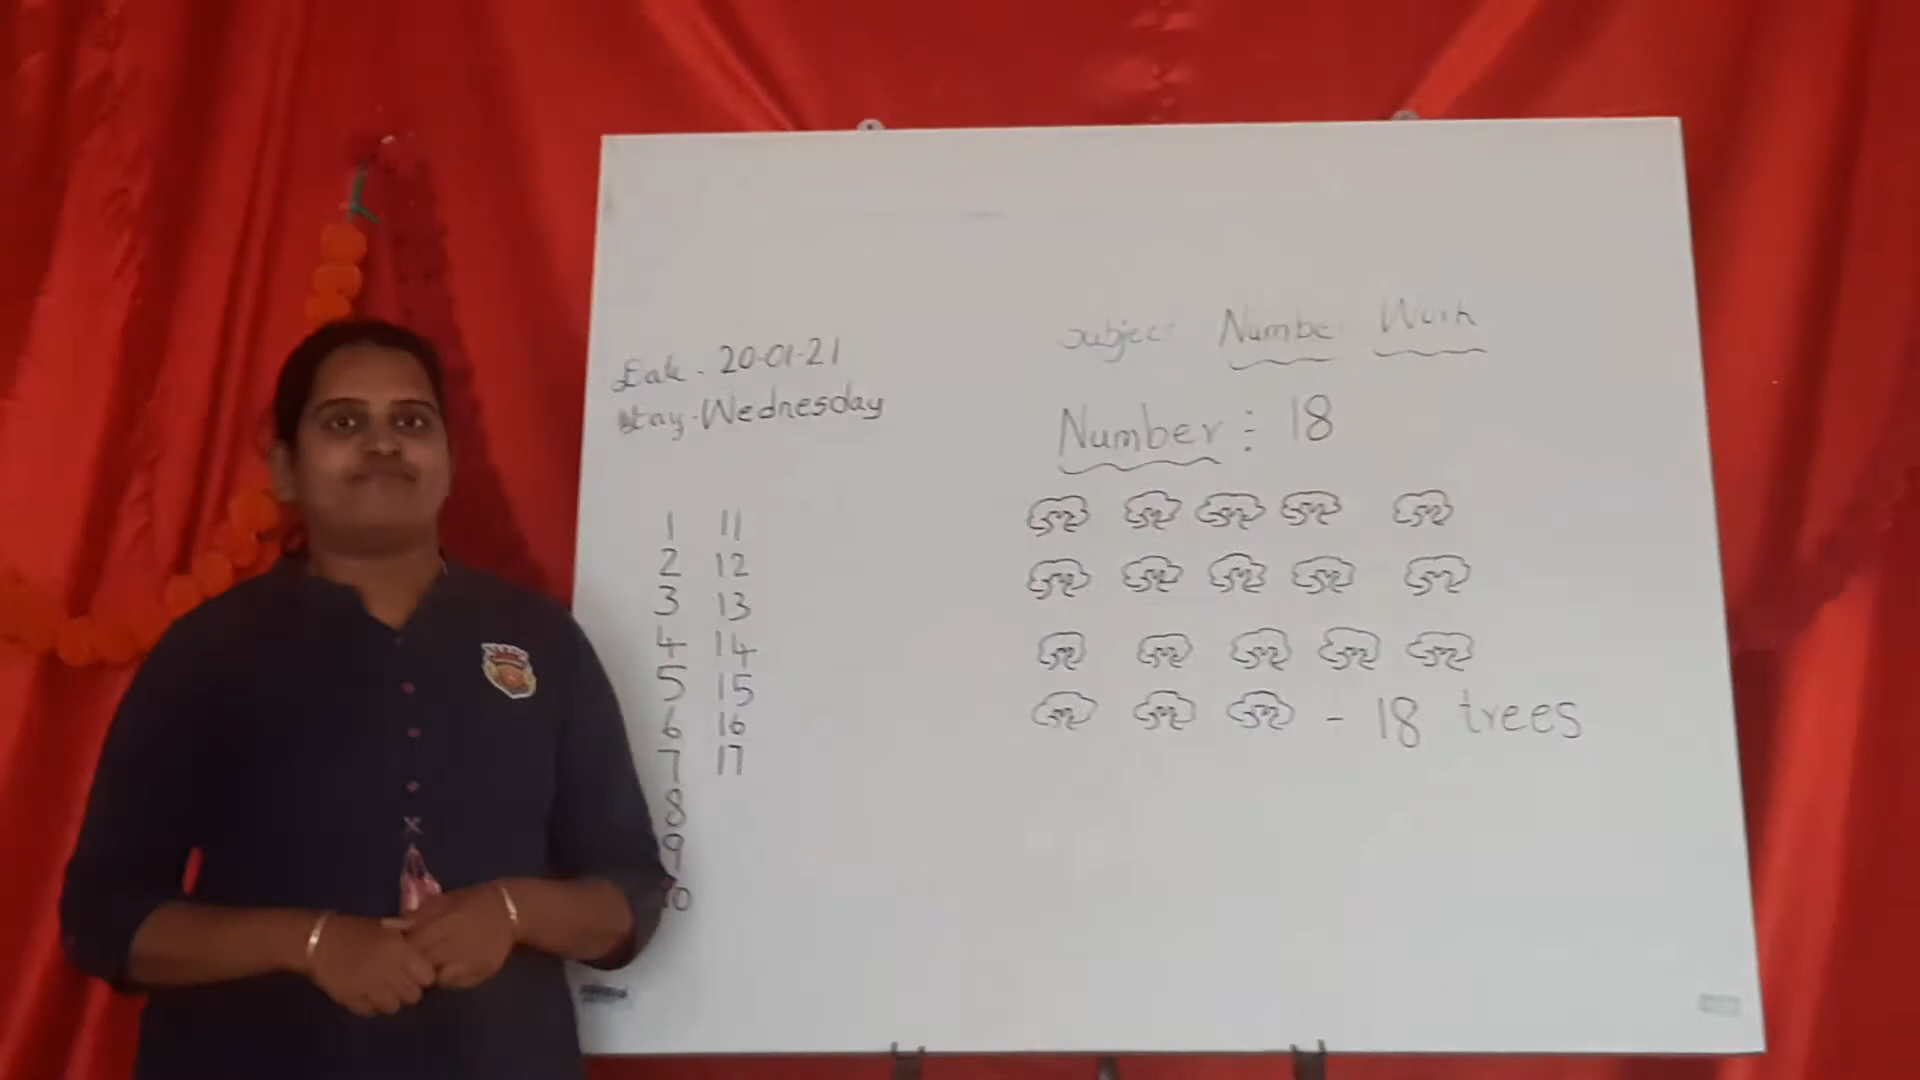 Date - 20-01-21
Day - Wednesday
Subject Numbe Work
Number : 18
1 11
2 12
3 13
4 14
5 15
6 16
7 17
8
9
10
- 18 trees